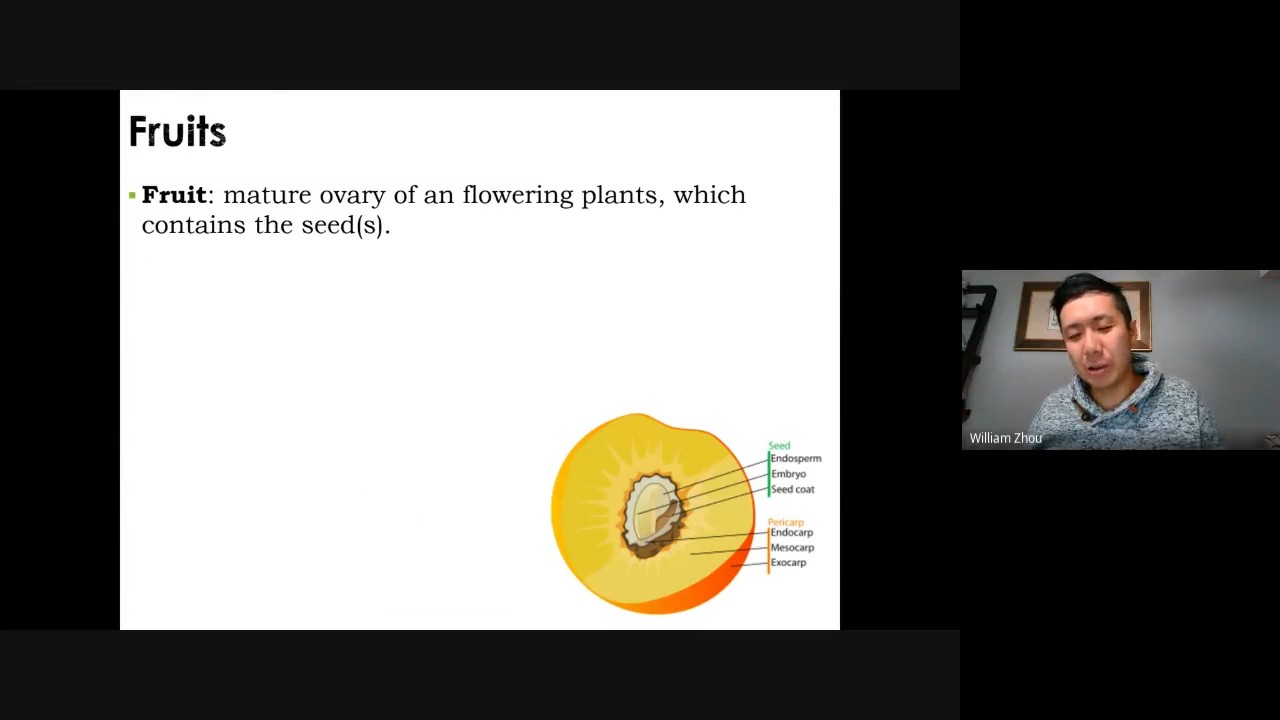 Fruits
▪ Fruit: mature ovary of an flowering plants, which
contains the seed(s).
Seed
Endosperm
Embryo
Seed coat
Pericarp
Endocarp
Mesocarp
Exocarp
William Zhou